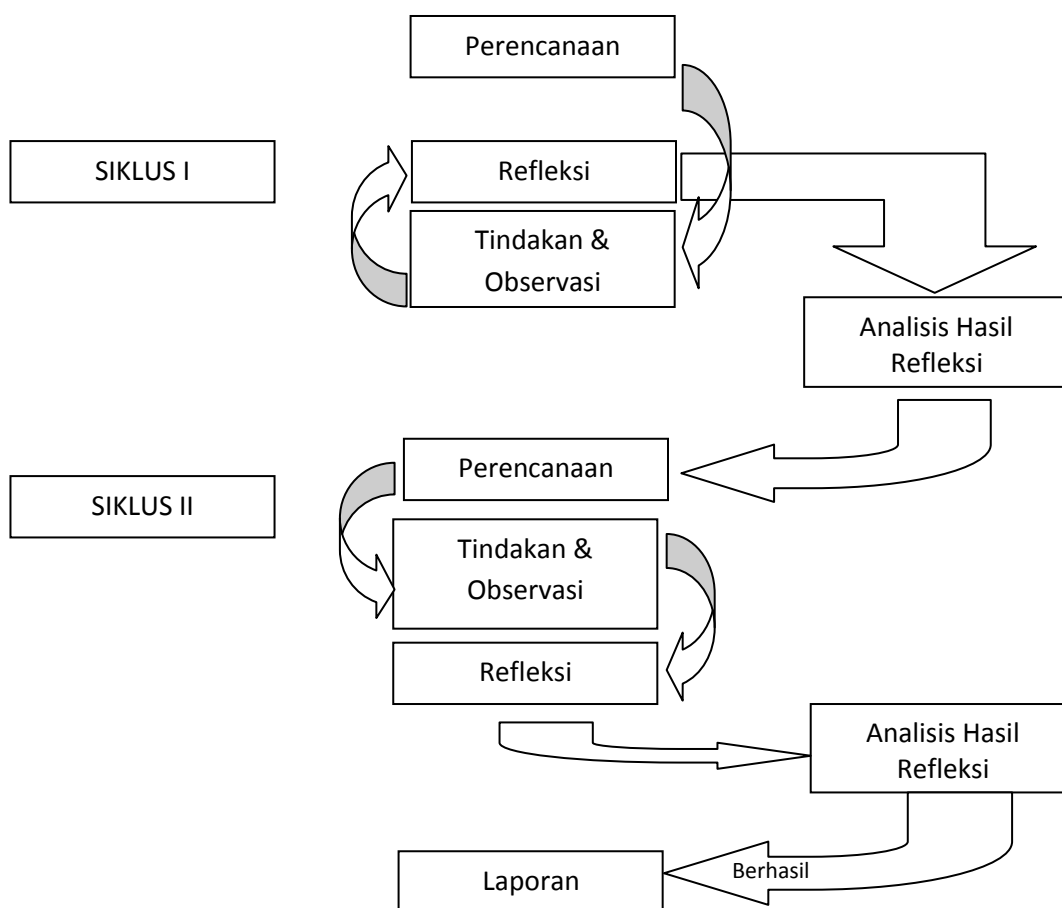 Perencanaan
SIKLUS I
Refleksi
Tindakan &
Observasi
Analisis Hasil
Refleksi
Perencanaan
SIKLUS II
Tindakan &
Observasi
Refleksi
Analisis Hasil
Refleksi
Berhasil
Laporan